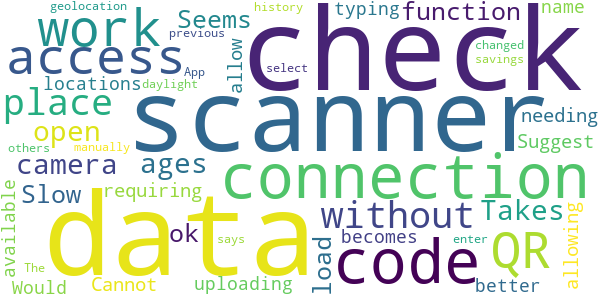 geolocation
history
typing
function
name
work
Seems
previous
check
changed
savings
access
App
select
allow
locations
daylight
place
scanner
needing
open
others
manually
Suggest
camera
ages
connection
Slow
requiring
available
data
without
Takes
allowing
ok
says
load
becomes
code
enter
QR
The
Would
Cannot
uploading
better